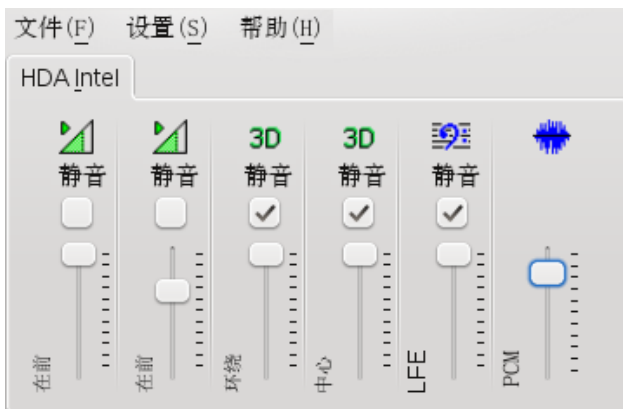 文件(F) 设置(S) 帮助(H)
HDA Intel
3D 3D
静音 静音 静音 静音 静音
在前 在前 环绕 中心 LFE PCM